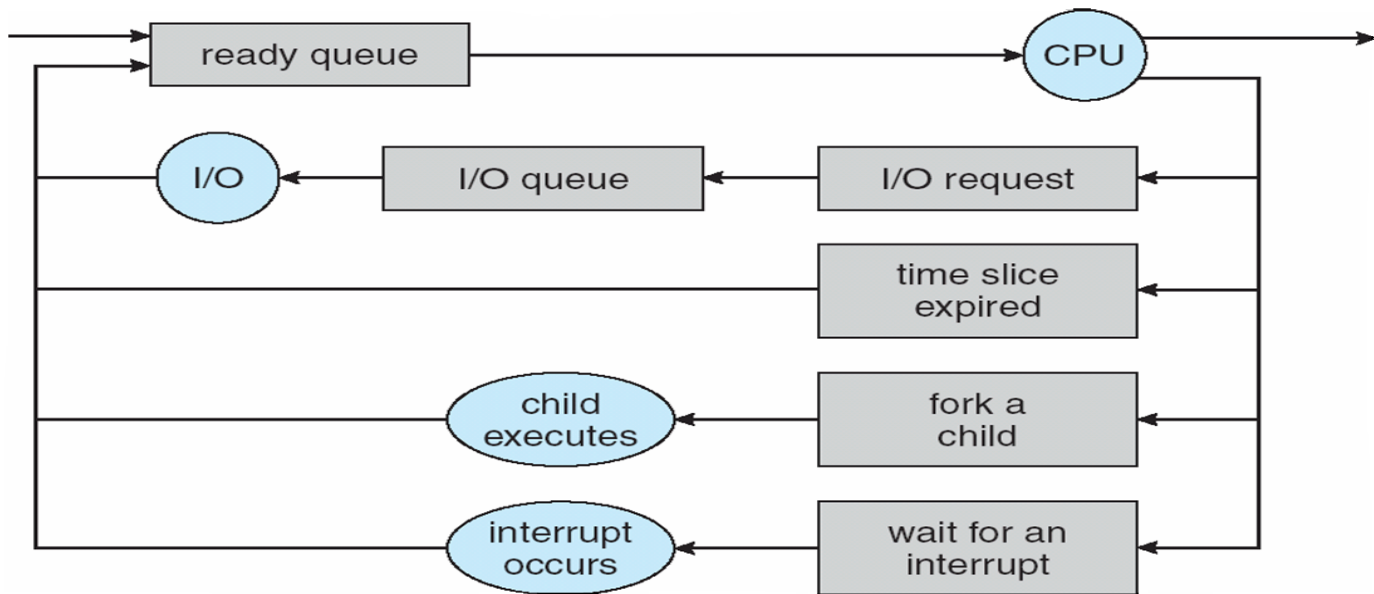 ready queue
CPU
I/O
I/O queue
I/O request
time slice
expired
child
executes
fork a
child
interrupt
occurs
wait for an
interrupt